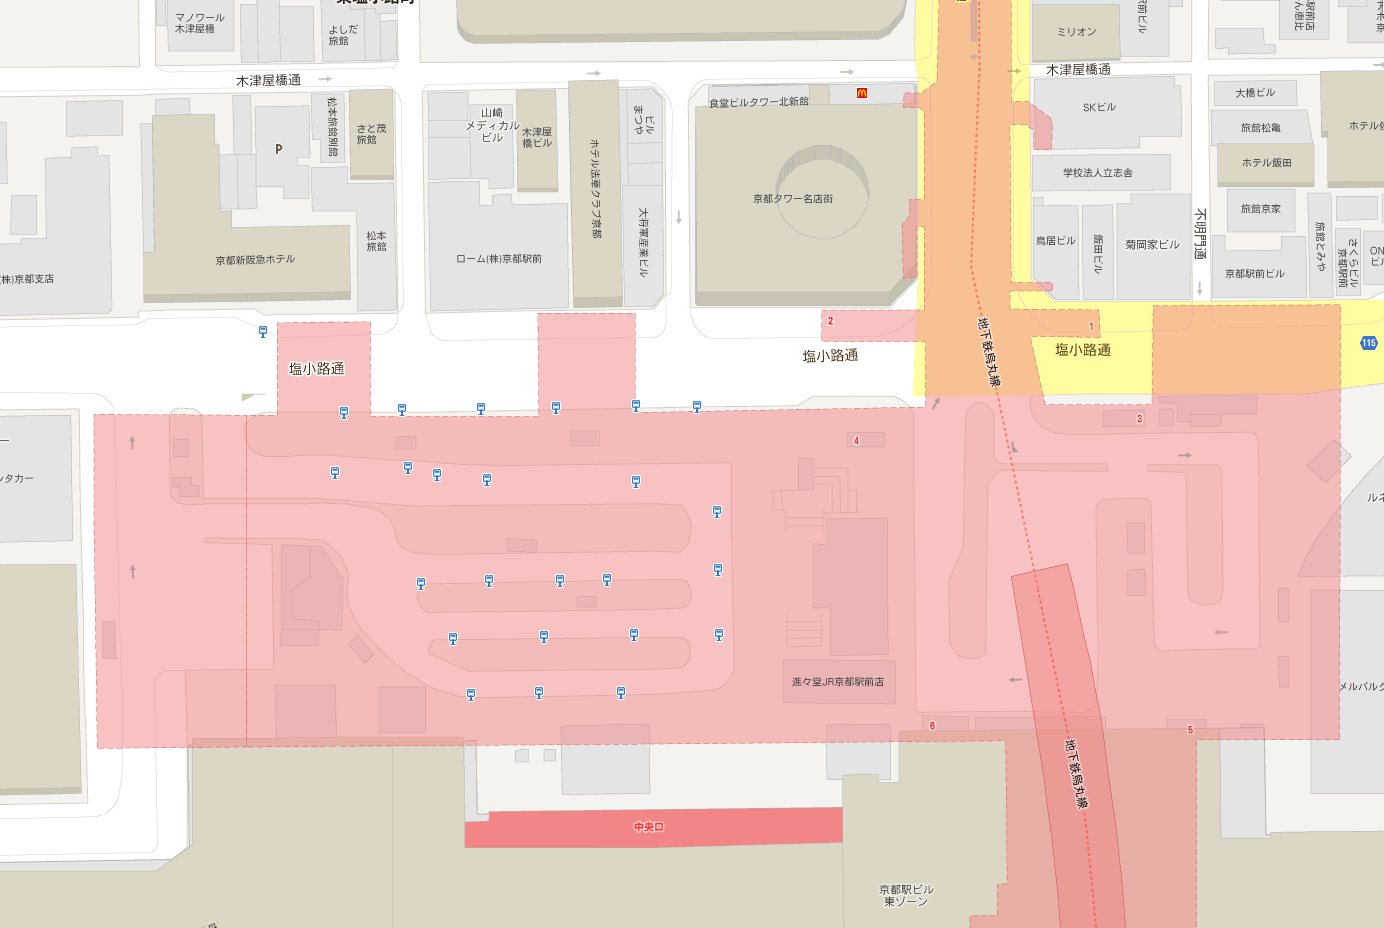 マノワール
木津屋橋
よしだ
旅館
木津屋橋通
松本旅館別館
さと茂
旅館
P
山崎
メディカル
ビル
木津屋
橋ビル
ホテル法華クラブ京都
まつや
ビル
食堂ビルタワー北新館
京都タワー名店街
ミリオン
木津屋橋通
SKビル
学校法人立志舎
大橋ビル
旅館松亀
ホテル飯田
旅館京家
鳥居ビル
飯田ビル
菊岡家ビル
不明門通
京都駅前ビル
旅館とみや
さくらビル
京都駅前
松本
旅館
京都新阪急ホテル
(株)京都支店
ローム(株)京都駅前
大将軍産業ビル
塩小路通
2
塩小路通
地下鉄烏丸線
1
塩小路通
115
3
4
進々堂JR京都駅前店
6
5
地下鉄烏丸線
中央口
京都駅ビル
東ゾーン